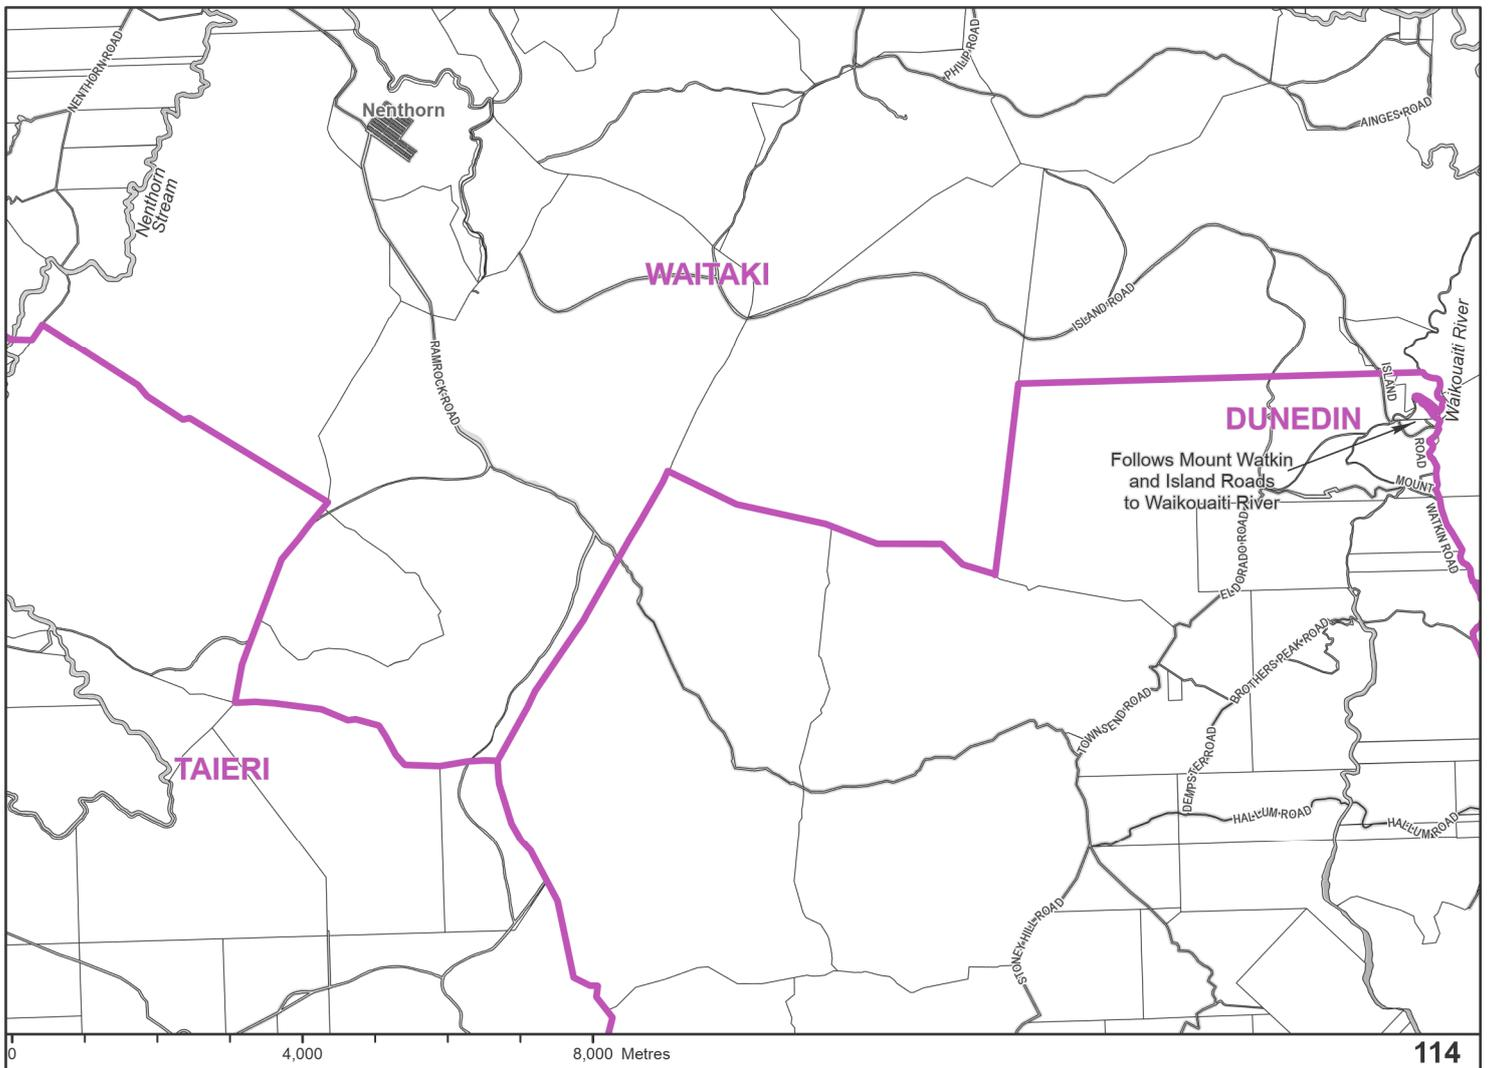 NENTHORN ROAD
PHILIP ROAD
Nenthorn
AINGES ROAD
Nenthorn
Stream
WAITAKI
ISLAND ROAD
RAMROCK ROAD
Waikouaiti River
ISLAND
ROAD
DUNEDIN
Follows Mount Watkin
and Island Roads
to Waikouaiti River
MOUNT
WATKIN ROAD
EL DORADO ROAD
BROTHERS PEAK ROAD
TOWNSEND ROAD
DEMPSTER ROAD
TAIERI
HALLUM ROAD
HALLUM ROAD
STONEY HILL ROAD
0
4,000
8,000 Metres
114